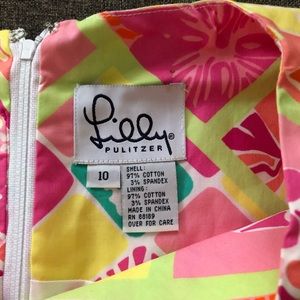 Lilly®
PULITZER
10
SHELL:
97% COTTON
3% SPANDEX
LINING:
97% COTTON
3% SPANDEX
MADE IN CHINA
RN 88189
OVER FOR CARE